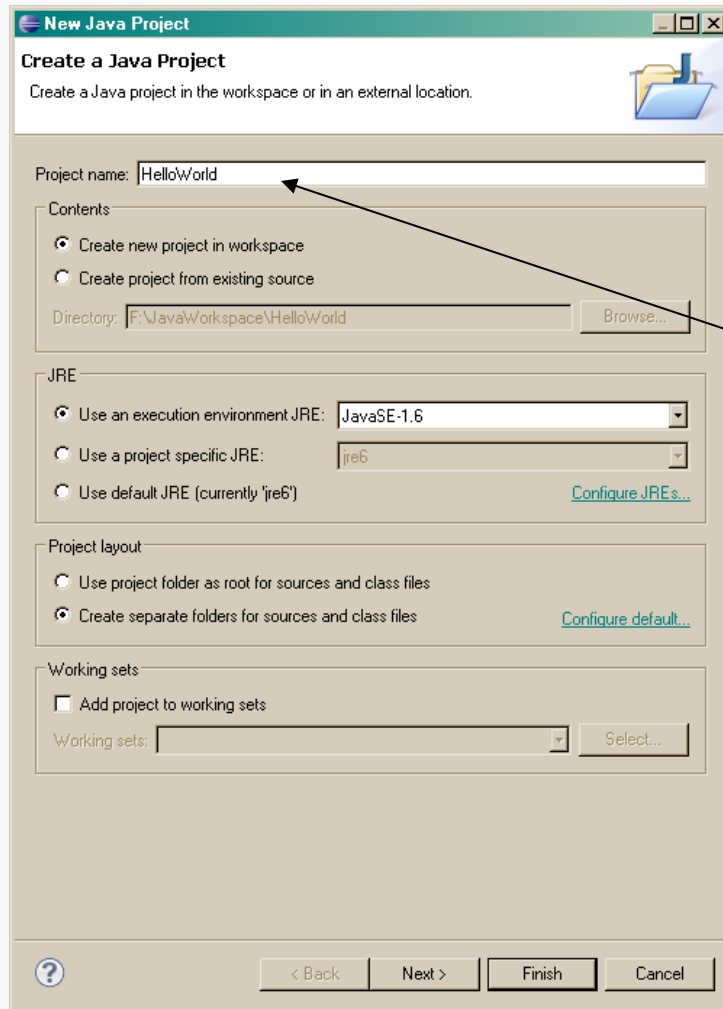 New Java Project
Create a Java Project
Create a Java project in the workspace or in an external location.
Project name: HelloWorld
Contents
Create new project in workspace
Create project from existing source
Directory: F:\JavaWorkspace\HelloWorld Browse...
JRE
Use an execution environment JRE: JavaSE-1.6
Use a project specific JRE: jre6
Use default JRE (currently 'jre6') Configure JREs...
Project layout
Use project folder as root for sources and class files
Create separate folders for sources and class files Configure default...
Working sets
Add project to working sets
Working sets: Select...
? < Back Next > Finish Cancel